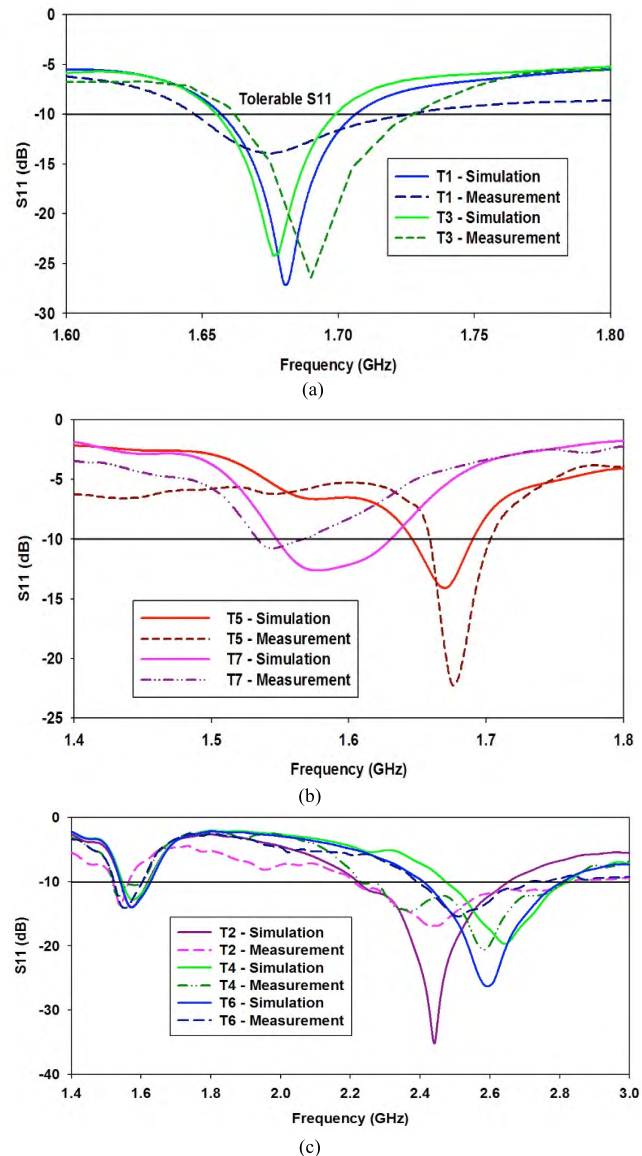 0
-5
-10
-15
-20
-25
-30
S11 (dB)
Tolerable S11
T1 - Simulation
T1 - Measurement
T3 - Simulation
T3 - Measurement
1.60 1.65 1.70 1.75 1.80
Frequency (GHz)
(a)
0
-5
-10
-15
-20
-25
S11 (dB)
T5 - Simulation
T5 - Measurement
T7 - Simulation
T7 - Measurement
1.4 1.5 1.6 1.7 1.8
Frequency (GHz)
(b)
0
-10
-20
-30
-40
S11 (dB)
T2 - Simulation
T2 - Measurement
T4 - Simulation
T4 - Measurement
T6 - Simulation
T6 - Measurement
1.4 1.6 1.8 2.0 2.2 2.4 2.6 2.8 3.0
Frequency (GHz)
(c)